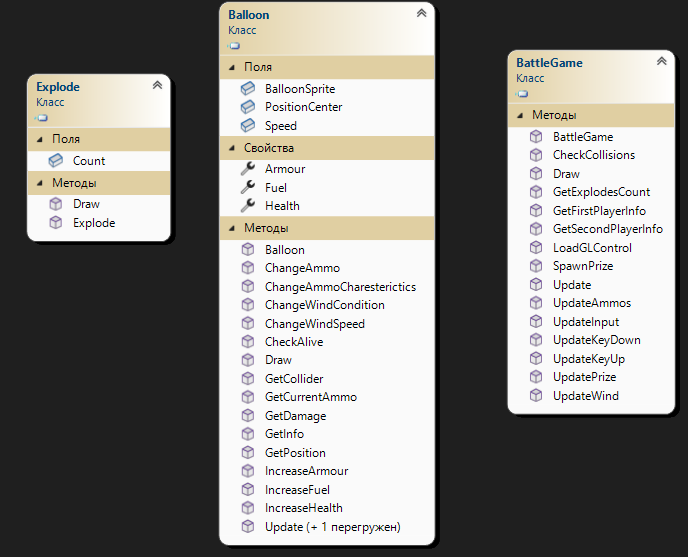 Explode
Класс
Поля
Count
Методы
Draw
Explode
Balloon
Класс
Поля
BalloonSprite
PositionCenter
Speed
Свойства
Armour
Fuel
Health
Методы
Balloon
ChangeAmmo
ChangeAmmoCharesterictics
ChangeWindCondition
ChangeWindSpeed
CheckAlive
Draw
GetCollider
GetCurrentAmmo
GetDamage
GetInfo
GetPosition
IncreaseArmour
IncreaseFuel
IncreaseHealth
Update (+ 1 перегружен)
BattleGame
Класс
Методы
BattleGame
CheckCollisions
Draw
GetExplodesCount
GetFirstPlayerInfo
GetSecondPlayerInfo
LoadGLControl
SpawnPrize
Update
UpdateAmmos
UpdateInput
UpdateKeyDown
UpdateKeyUp
UpdatePrize
UpdateWind